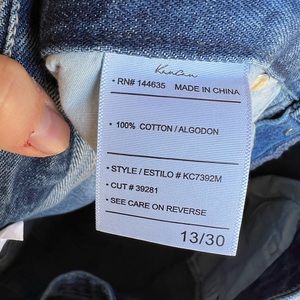 KanCan
• RN# 144635 MADE IN CHINA
• 100% COTTON / ALGODON
• STYLE / ESTILO # KC7392M
• CUT # 39281
• SEE CARE ON REVERSE
13/30